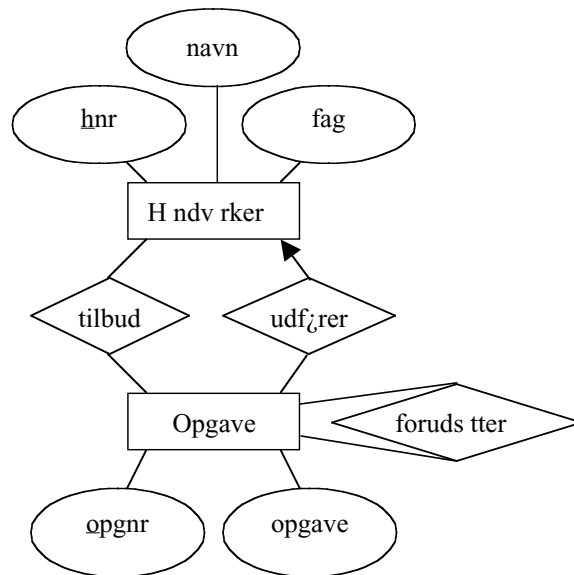 navn
hnr
fag
H ndv rker
tilbud
udf¿rer
Opgave
foruds tter
opgnr
opgave